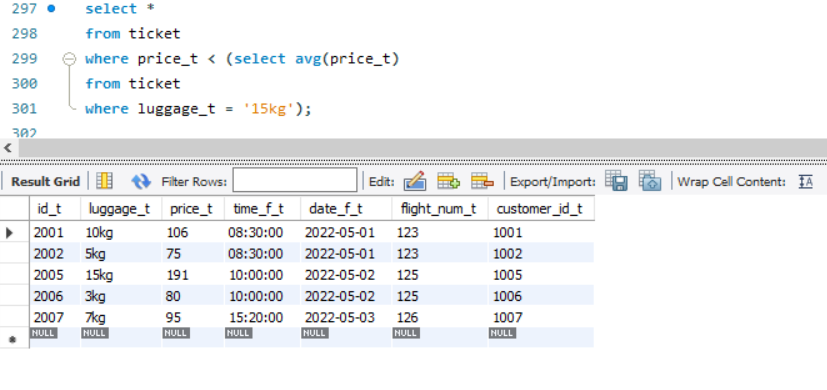 297 select *
298 from ticket
299 where price_t < (select avg(price_t)
300 from ticket
301 where luggage_t = '15kg');
302
Result Grid Filter Rows: Edit: Export/Import: Wrap Cell Content:
id_t luggage_t price_t time_f_t date_f_t flight_num_t customer_id_t
2001 10kg 106 08:30:00 2022-05-01 123 1001
2002 5kg 75 08:30:00 2022-05-01 123 1002
2005 15kg 191 10:00:00 2022-05-02 125 1005
2006 3kg 80 10:00:00 2022-05-02 125 1006
2007 7kg 95 15:20:00 2022-05-03 126 1007
NULL NULL NULL NULL NULL NULL NULL